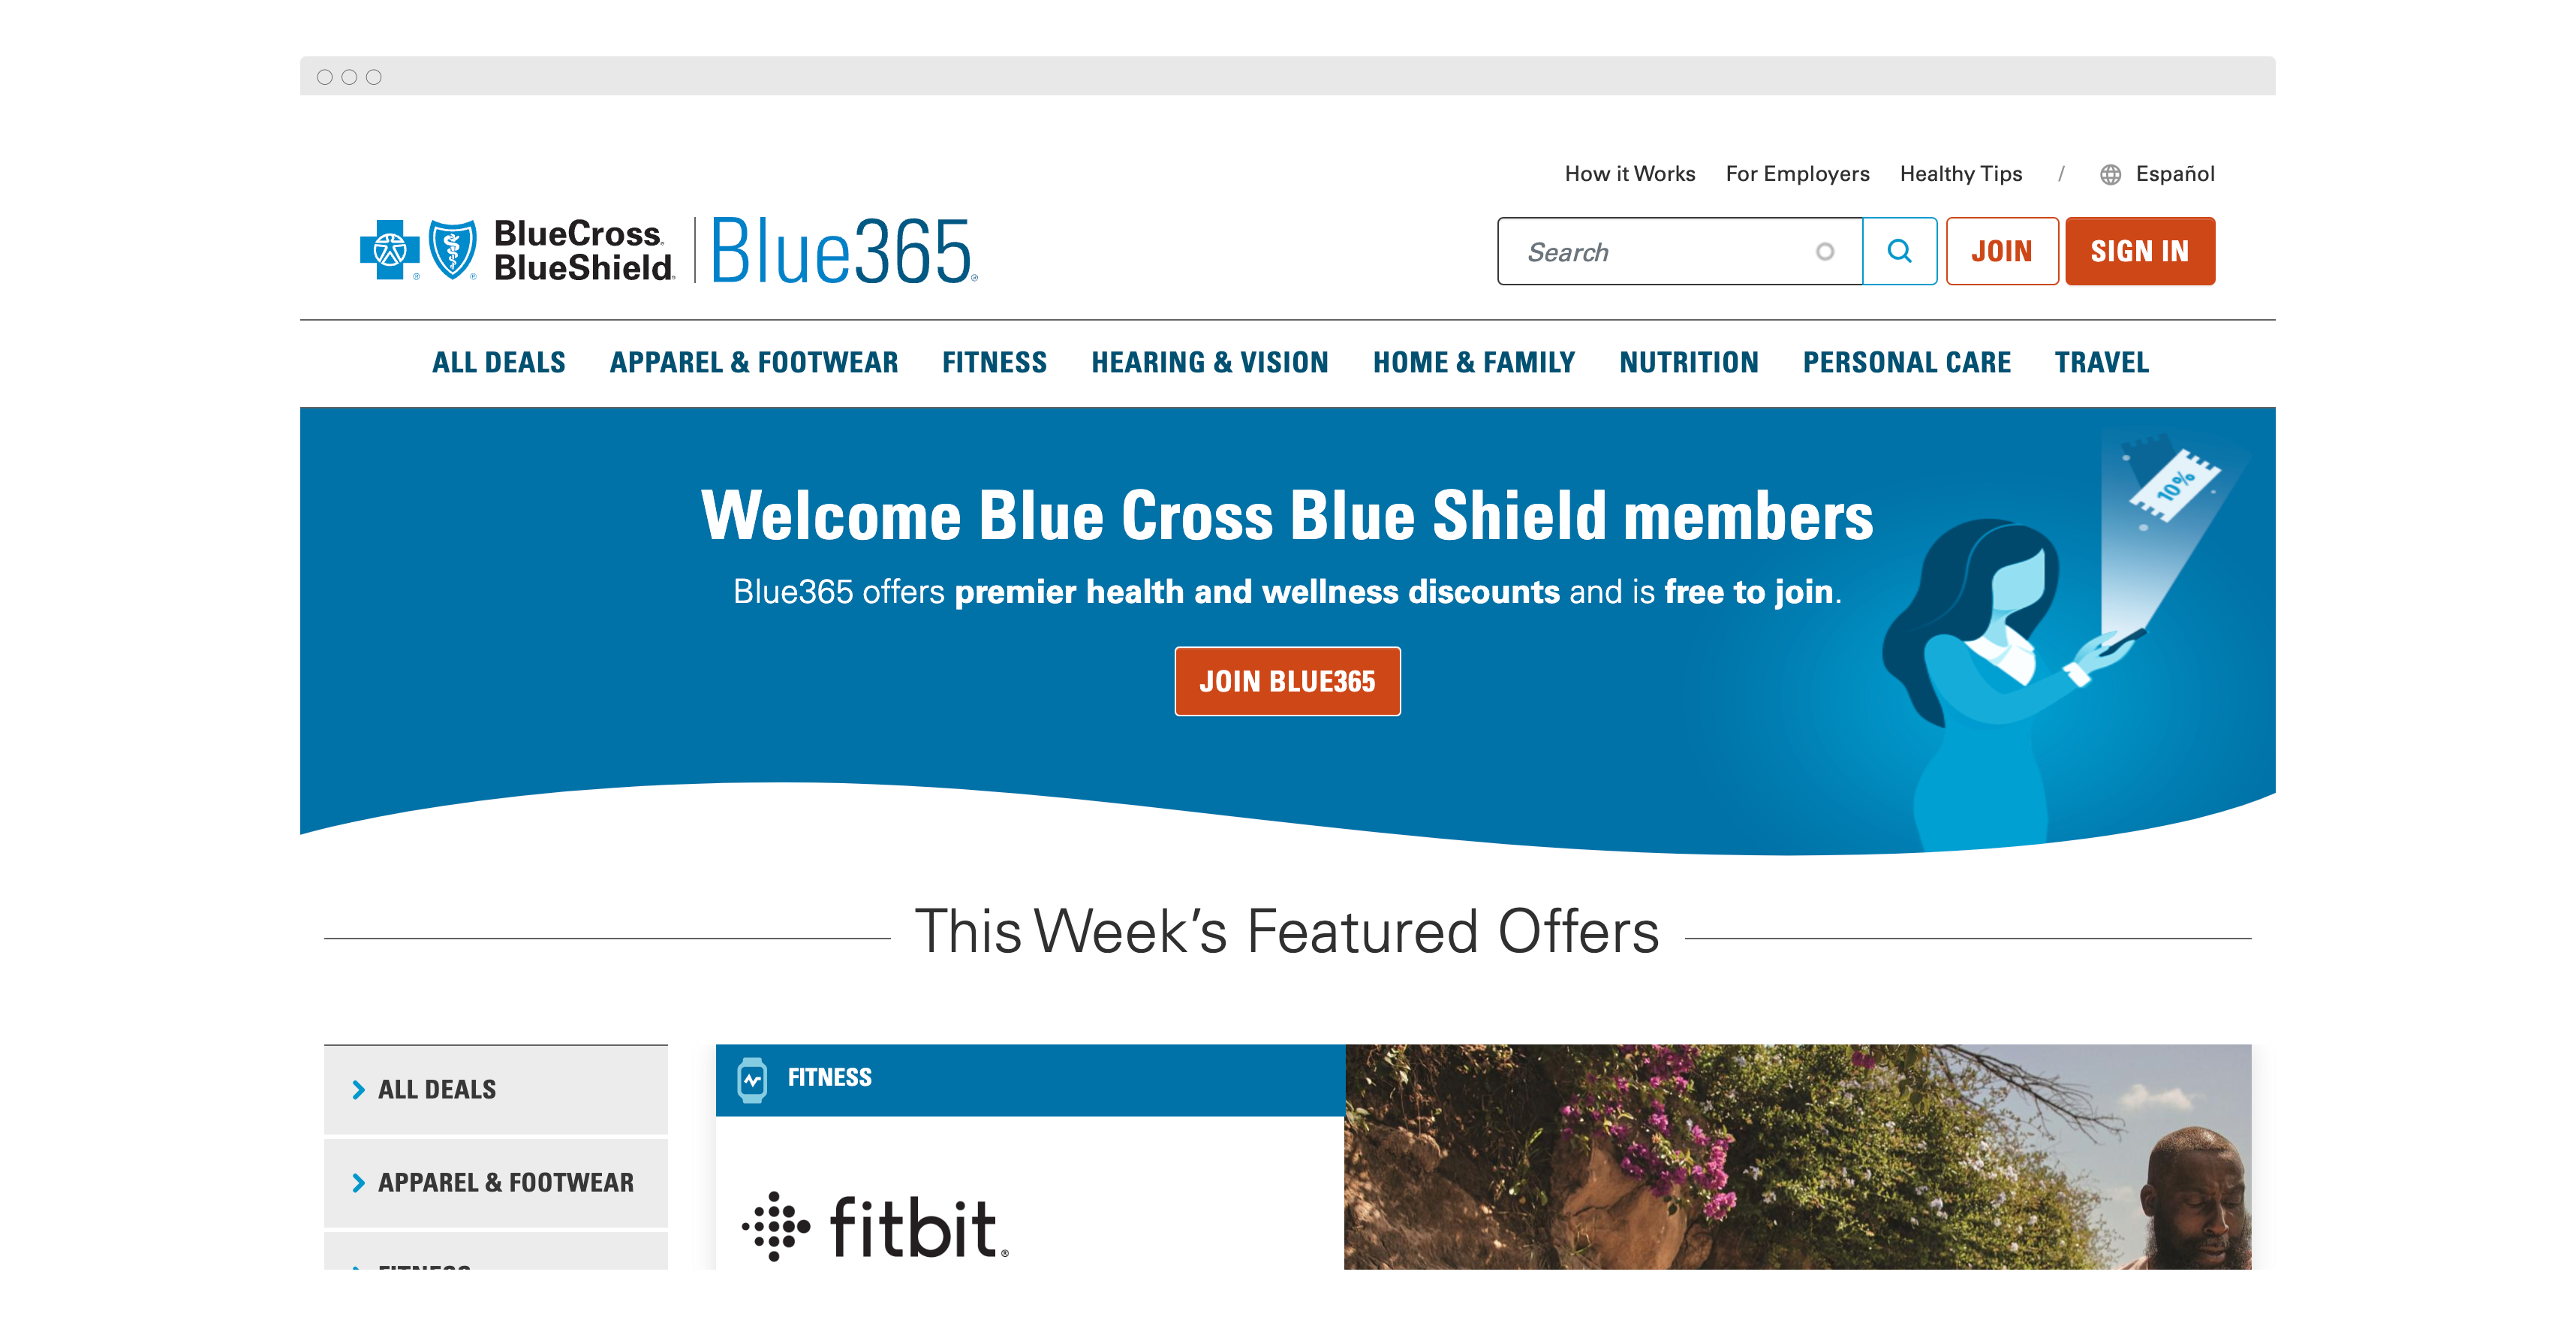 How it Works For Employers Healthy Tips / Español
BlueCross®
BlueShield®
Blue365®
Search
JOIN
SIGN IN
ALL DEALS APPAREL & FOOTWEAR FITNESS HEARING & VISION HOME & FAMILY NUTRITION PERSONAL CARE TRAVEL
10%
Welcome Blue Cross Blue Shield members
Blue365 offers premier health and wellness discounts and is free to join.
JOIN BLUE365
This Week’s Featured Offers
ALL DEALS
APPAREL & FOOTWEAR
FITNESS
FITNESS
fitbit®